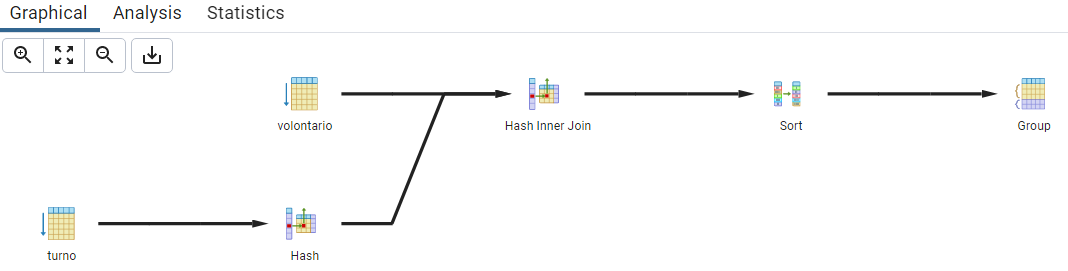 Graphical Analysis Statistics
volontario
Hash Inner Join
Sort
Group
turno
Hash